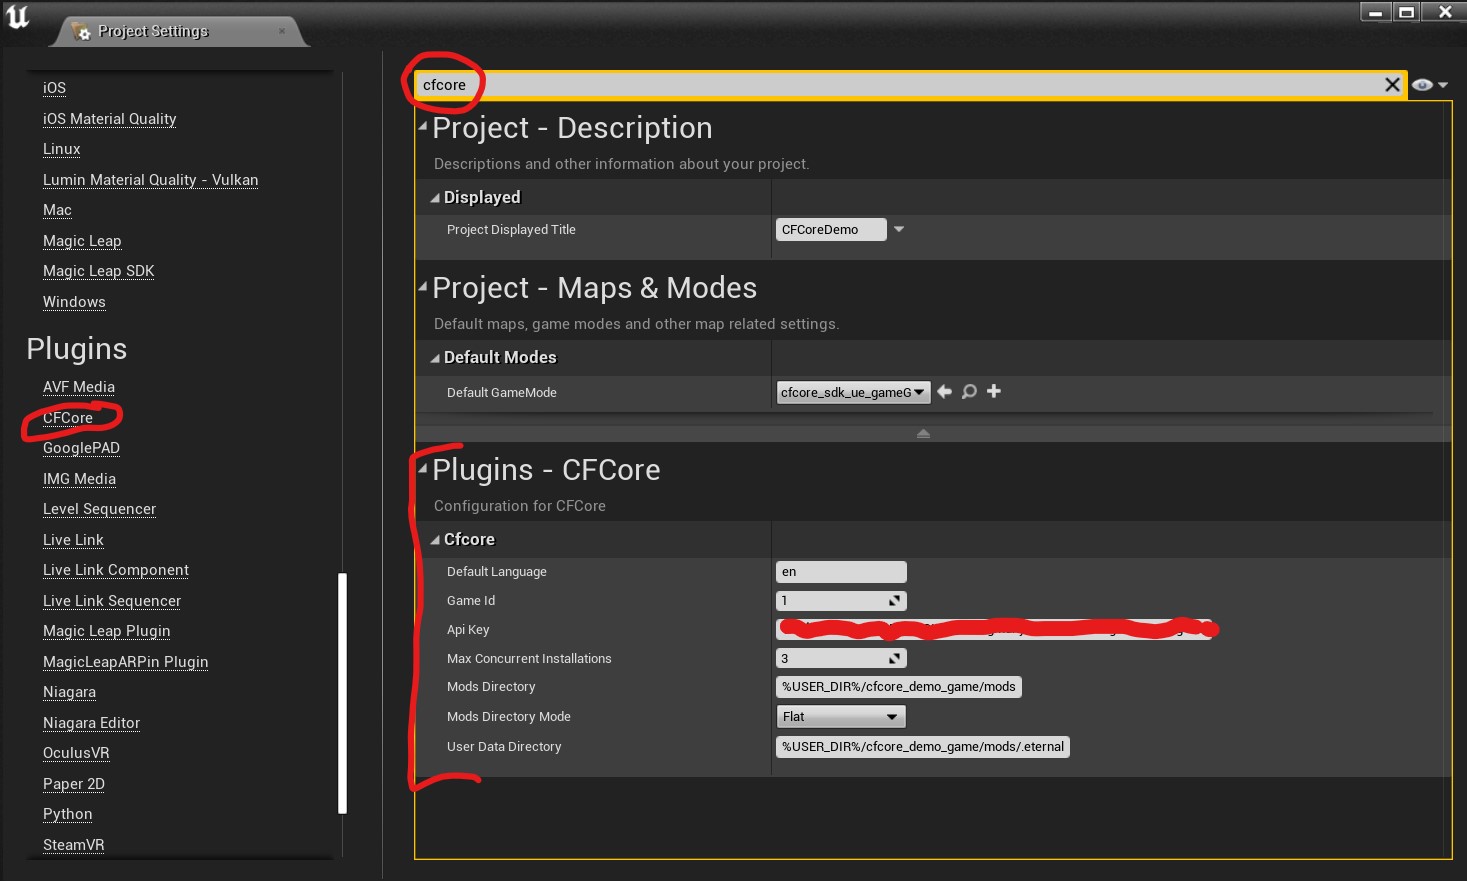 Project Settings
iOS
iOS Material Quality
Linux
Lumin Material Quality - Vulkan
Mac
Magic Leap
Magic Leap SDK
Windows
Plugins
AVF Media
CFCore
GooglePAD
IMG Media
Level Sequencer
Live Link
Live Link Component
Live Link Sequencer
Magic Leap Plugin
MagicLeapARPin Plugin
Niagara
Niagara Editor
OculusVR
Paper 2D
Python
SteamVR
cfcore
Project - Description
Descriptions and other information about your project.
Displayed
Project Displayed Title CFCoreDemo
Project - Maps & Modes
Default maps, game modes and other map related settings.
Default Modes
Default GameMode cfcore_sdk_ue_gameG
Plugins - CFCore
Configuration for CFCore
Cfcore
Default Language en
Game Id 1
Api Key
Max Concurrent Installations 3
Mods Directory %USER_DIR%/cfcore_demo_game/mods
Mods Directory Mode Flat
User Data Directory %USER_DIR%/cfcore_demo_game/mods/.eternal